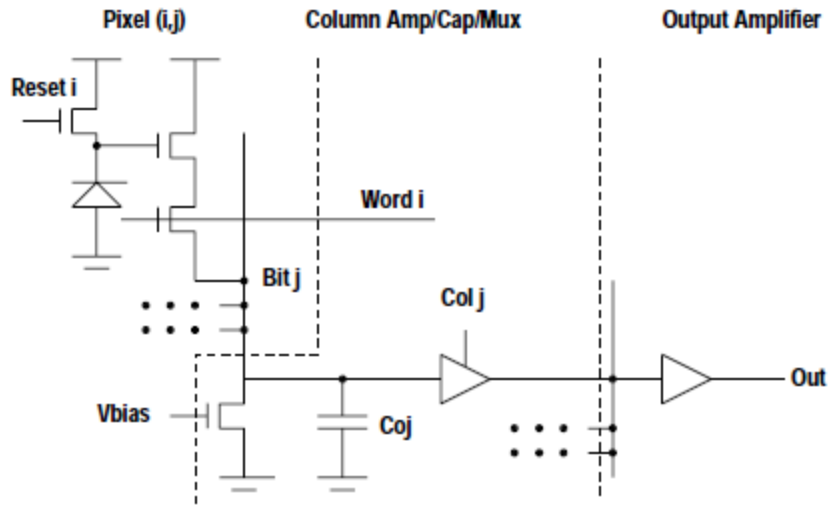 Pixel (i,j)
Column Amp/Cap/Mux
Output Amplifier
Reset i
Word i
Bit j
Col j
Out
Vbias
Coj